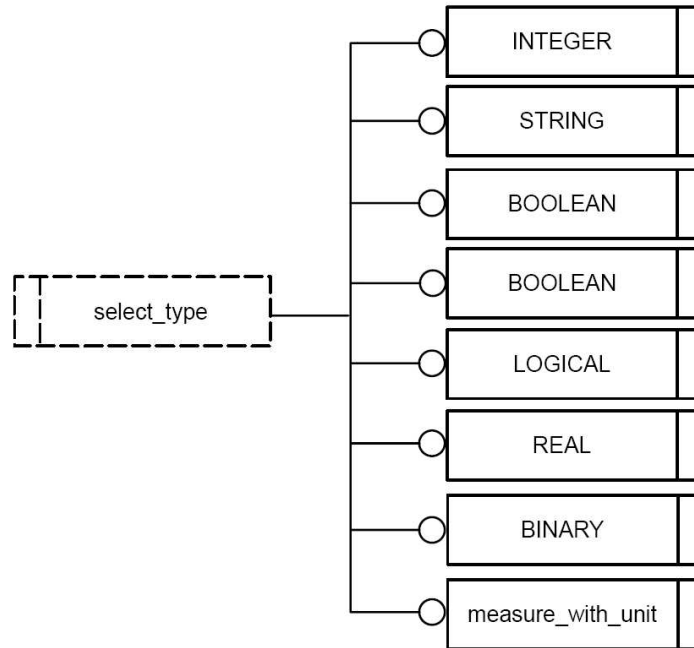 INTEGER
STRING
BOOLEAN
BOOLEAN
select_type
LOGICAL
REAL
BINARY
measure_with_unit